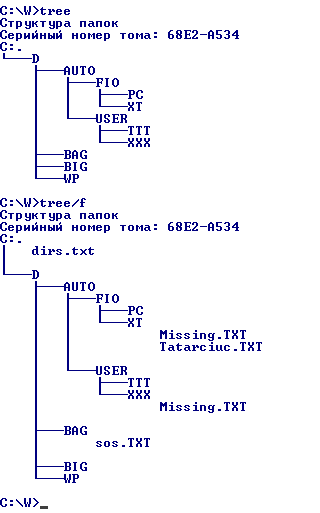 C:\W>tree
Структура папок
Серийный номер тома: 68E2-A534
C:.
└───D
    ├───AUTO
    │   ├───FIO
    │   │   ├───PC
    │   │   └───XT
    │   └───USER
    │       ├───TTT
    │       └───XXX
    ├───BAG
    ├───BIG
    └───WP
C:\W>tree/f
Структура папок
Серийный номер тома: 68E2-A534
C:.
│   dirs.txt
│
└───D
    ├───AUTO
    │   ├───FIO
    │   │   ├───PC
    │   │   └───XT
    │   │           Missing.TXT
    │   │           Tatarciuc.TXT
    │   │
    │   └───USER
    │       ├───TTT
    │       └───XXX
    │               Missing.TXT
    │
    ├───BAG
    │       sos.TXT
    │
    ├───BIG
    └───WP
C:\W>_